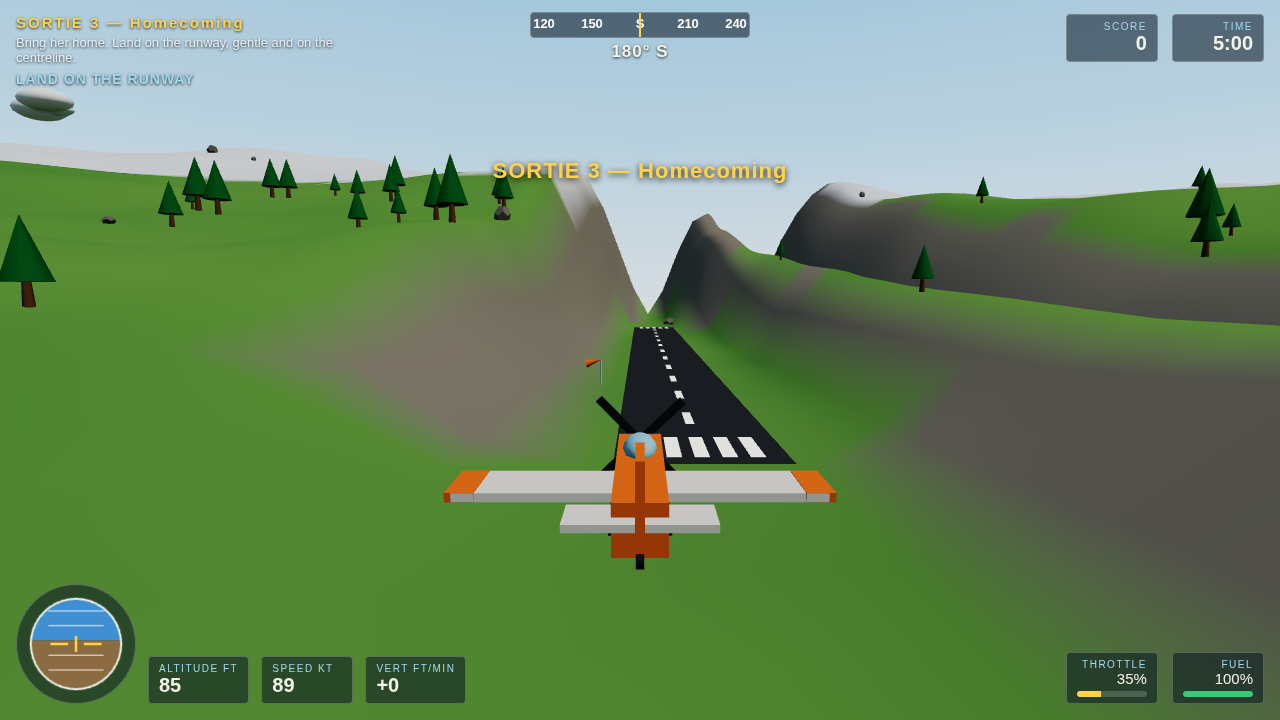 SORTIE 3 — Homecoming
Bring her home. Land on the runway, gentle and on the
centreline.
LAND ON THE RUNWAY
120 150 S 210 240
180° S
SCORE
0
TIME
5:00
SORTIE 3 — Homecoming
ALTITUDE FT
85
SPEED KT
89
VERT FT/MIN
+0
THROTTLE
35%
FUEL
100%